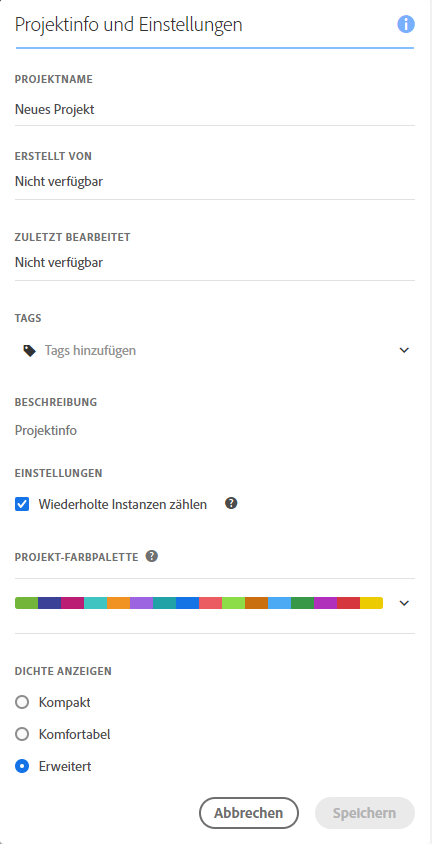 Projektinfo und Einstellungen
PROJEKTNAME
Neues Projekt
ERSTELLT VON
Nicht verfügbar
ZULETZT BEARBEITET
Nicht verfügbar
TAGS
Tags hinzufügen
BESCHREIBUNG
Projektinfo
EINSTELLUNGEN
Wiederholte Instanzen zählen
PROJEKT-FARBPALETTE
DICHTE ANZEIGEN
Kompakt
Komfortabel
Erweitert
Abbrechen Speichern